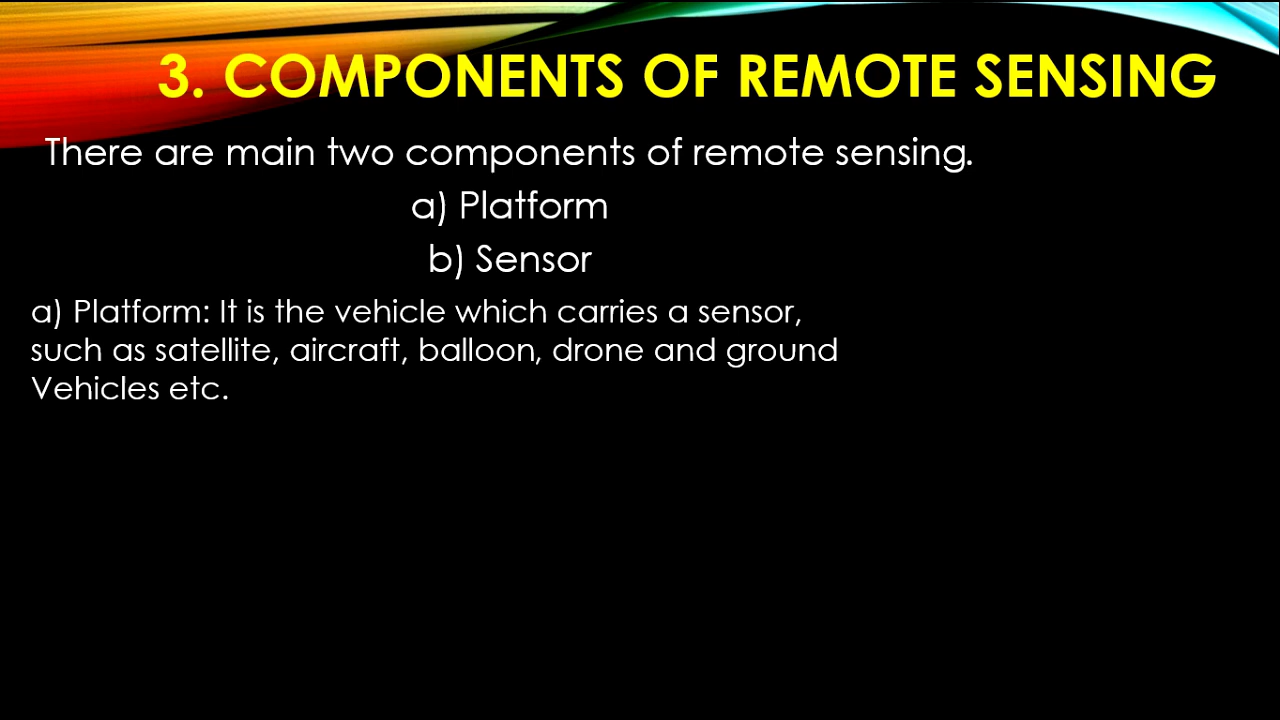 3. COMPONENTS OF REMOTE SENSING
There are main two components of remote sensing.
a) Platform
b) Sensor
a) Platform: It is the vehicle which carries a sensor,
such as satellite, aircraft, balloon, drone and ground
Vehicles etc.